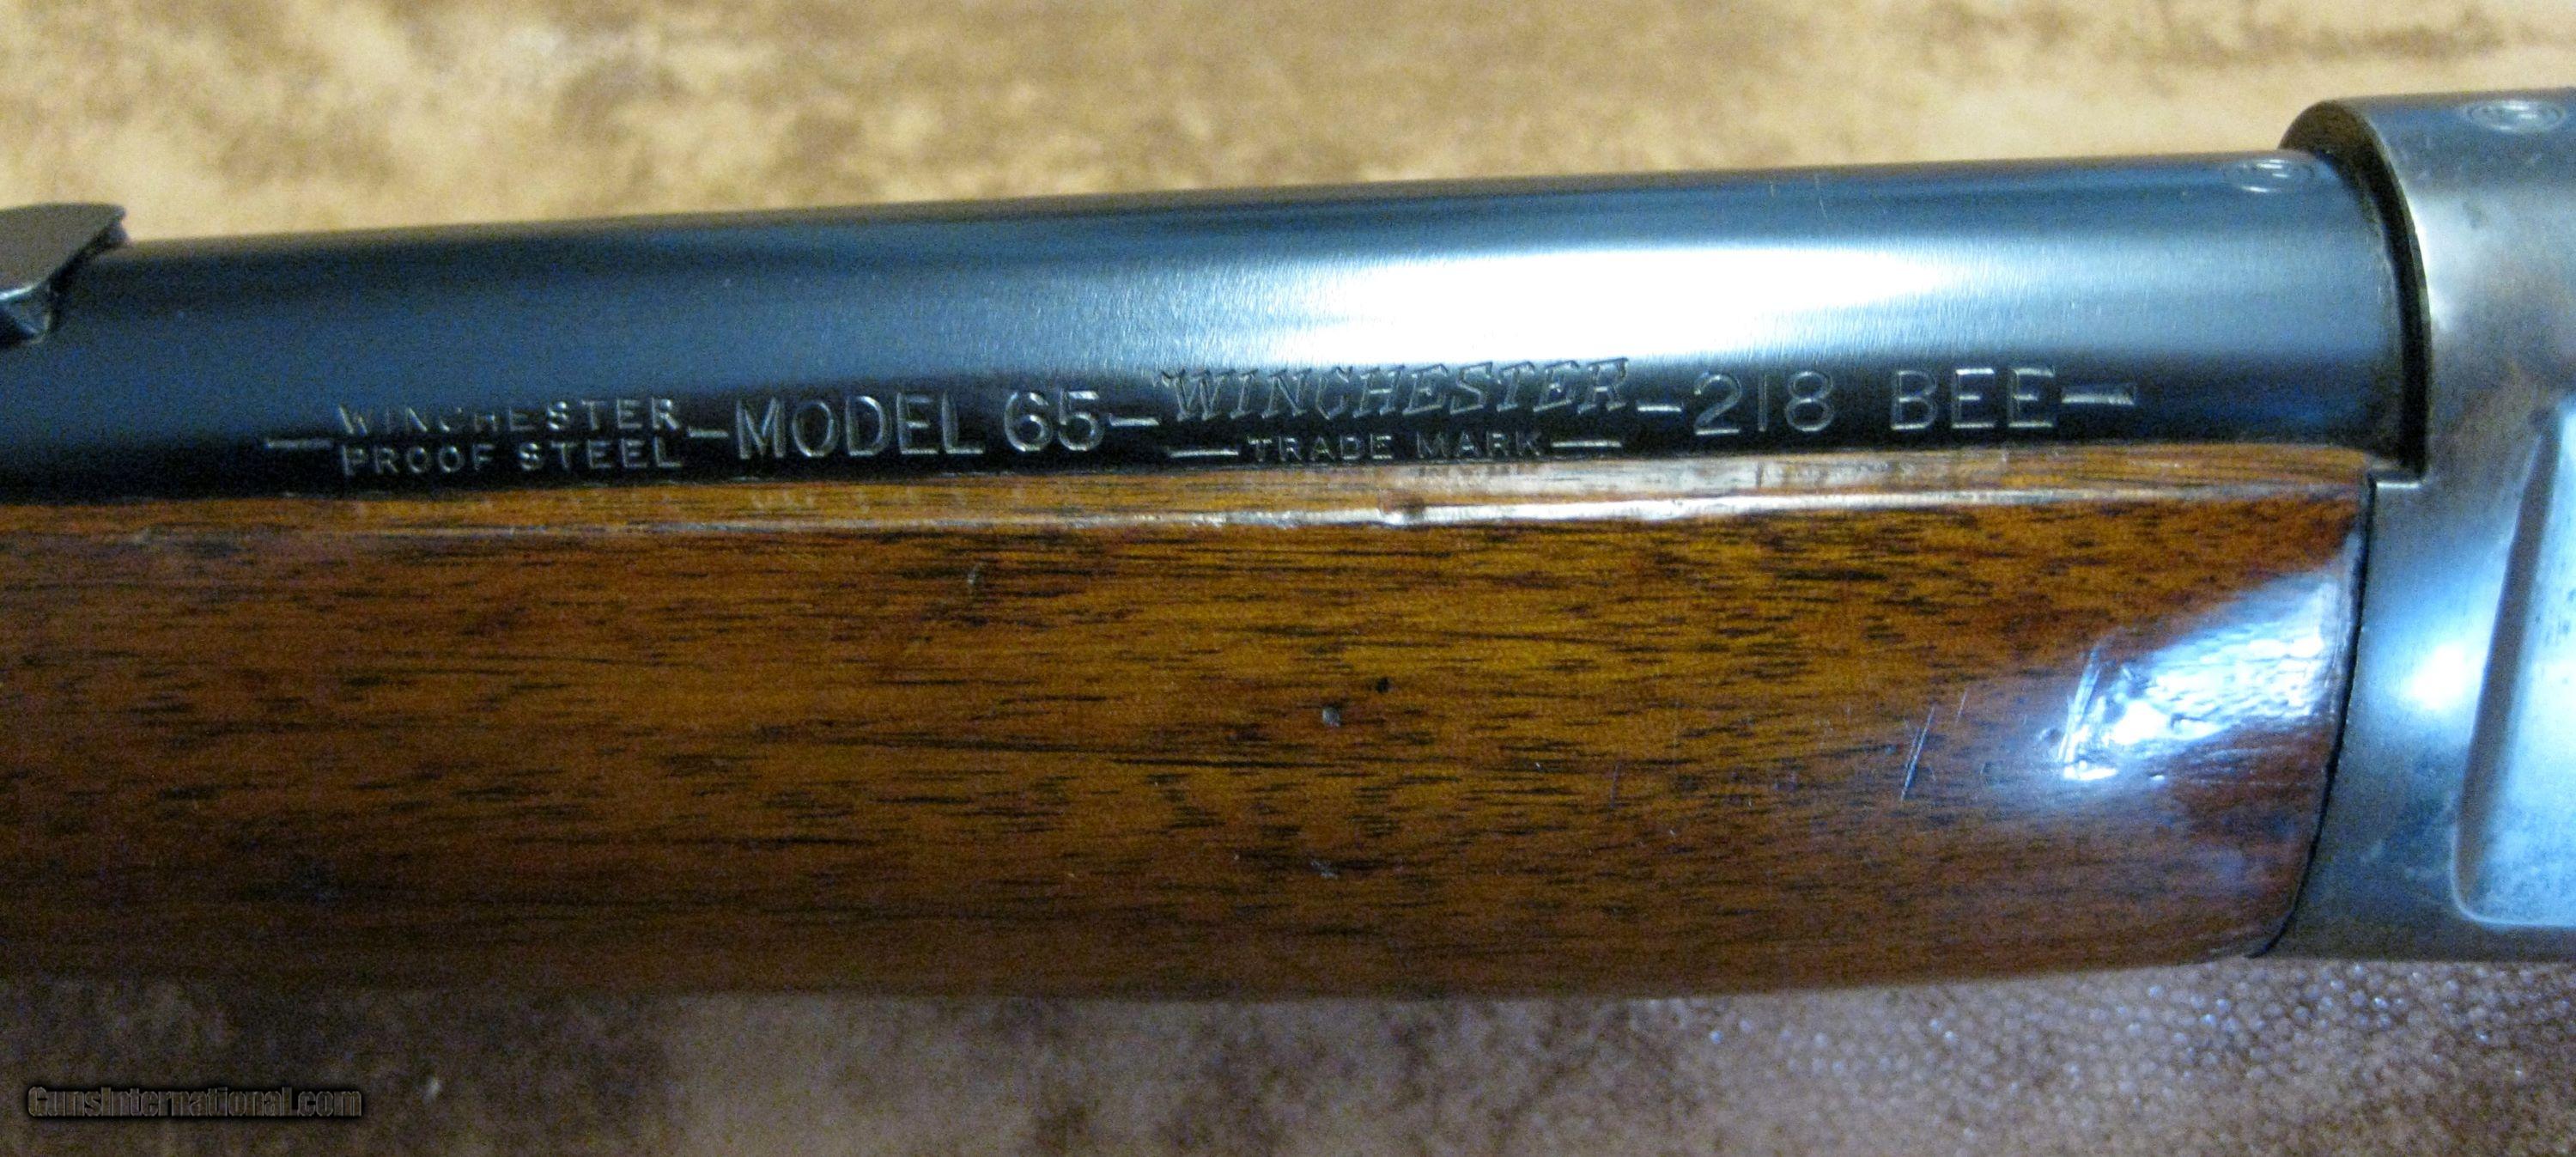 —WINCHESTER PROOF STEEL—MODEL 65—WINCHESTER—218 BEE—
—TRADE MARK—
GunsInternational.com